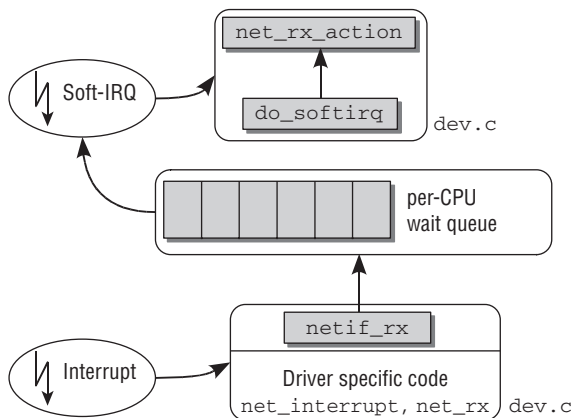 net_rx_action
Soft-IRQ
do_softirq
dev.c
per-CPU
wait queue
netif_rx
Interrupt
Driver specific code
net_interrupt, net_rx
dev.c